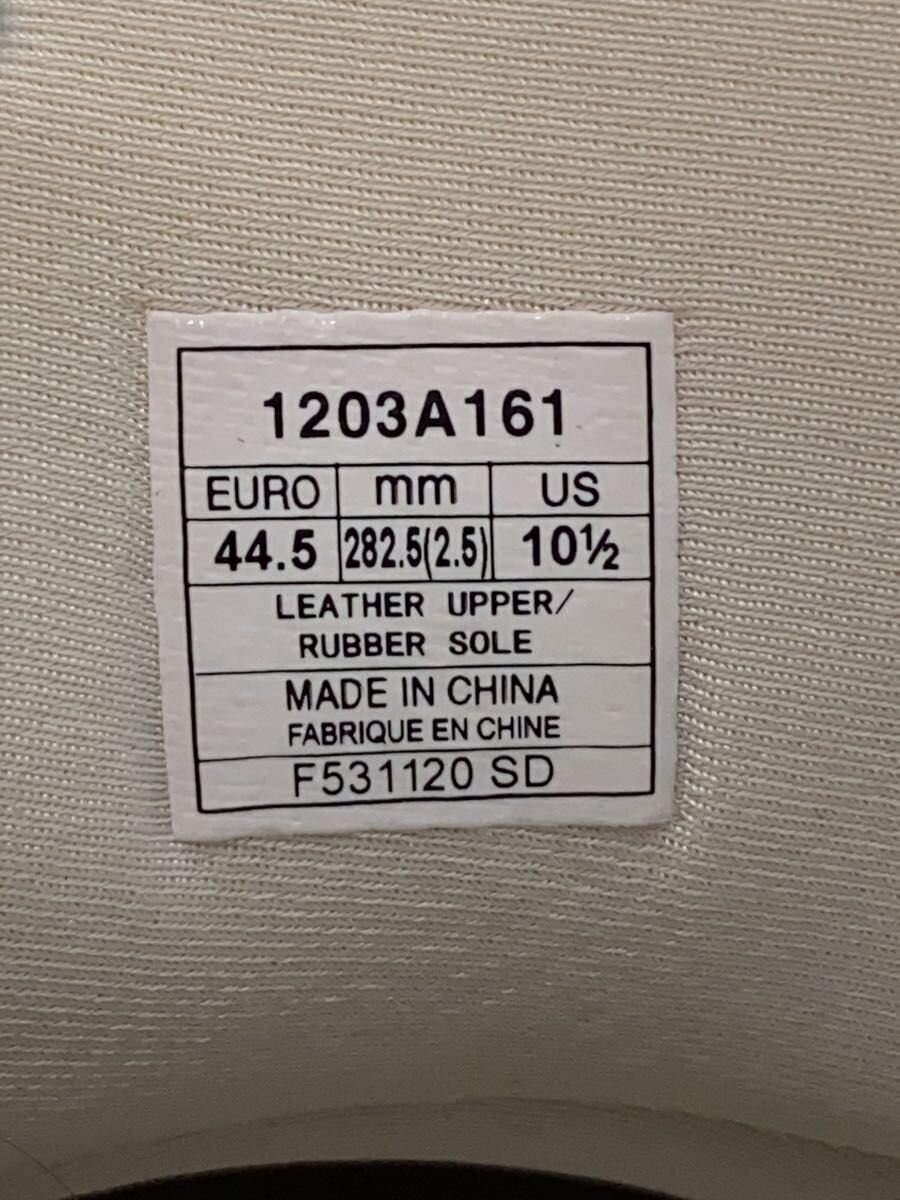 1203A161
EURO mm US
44.5 282.5(2.5) 10½
LEATHER UPPER/
RUBBER SOLE
MADE IN CHINA
FABRIQUE EN CHINE
F531120 SD